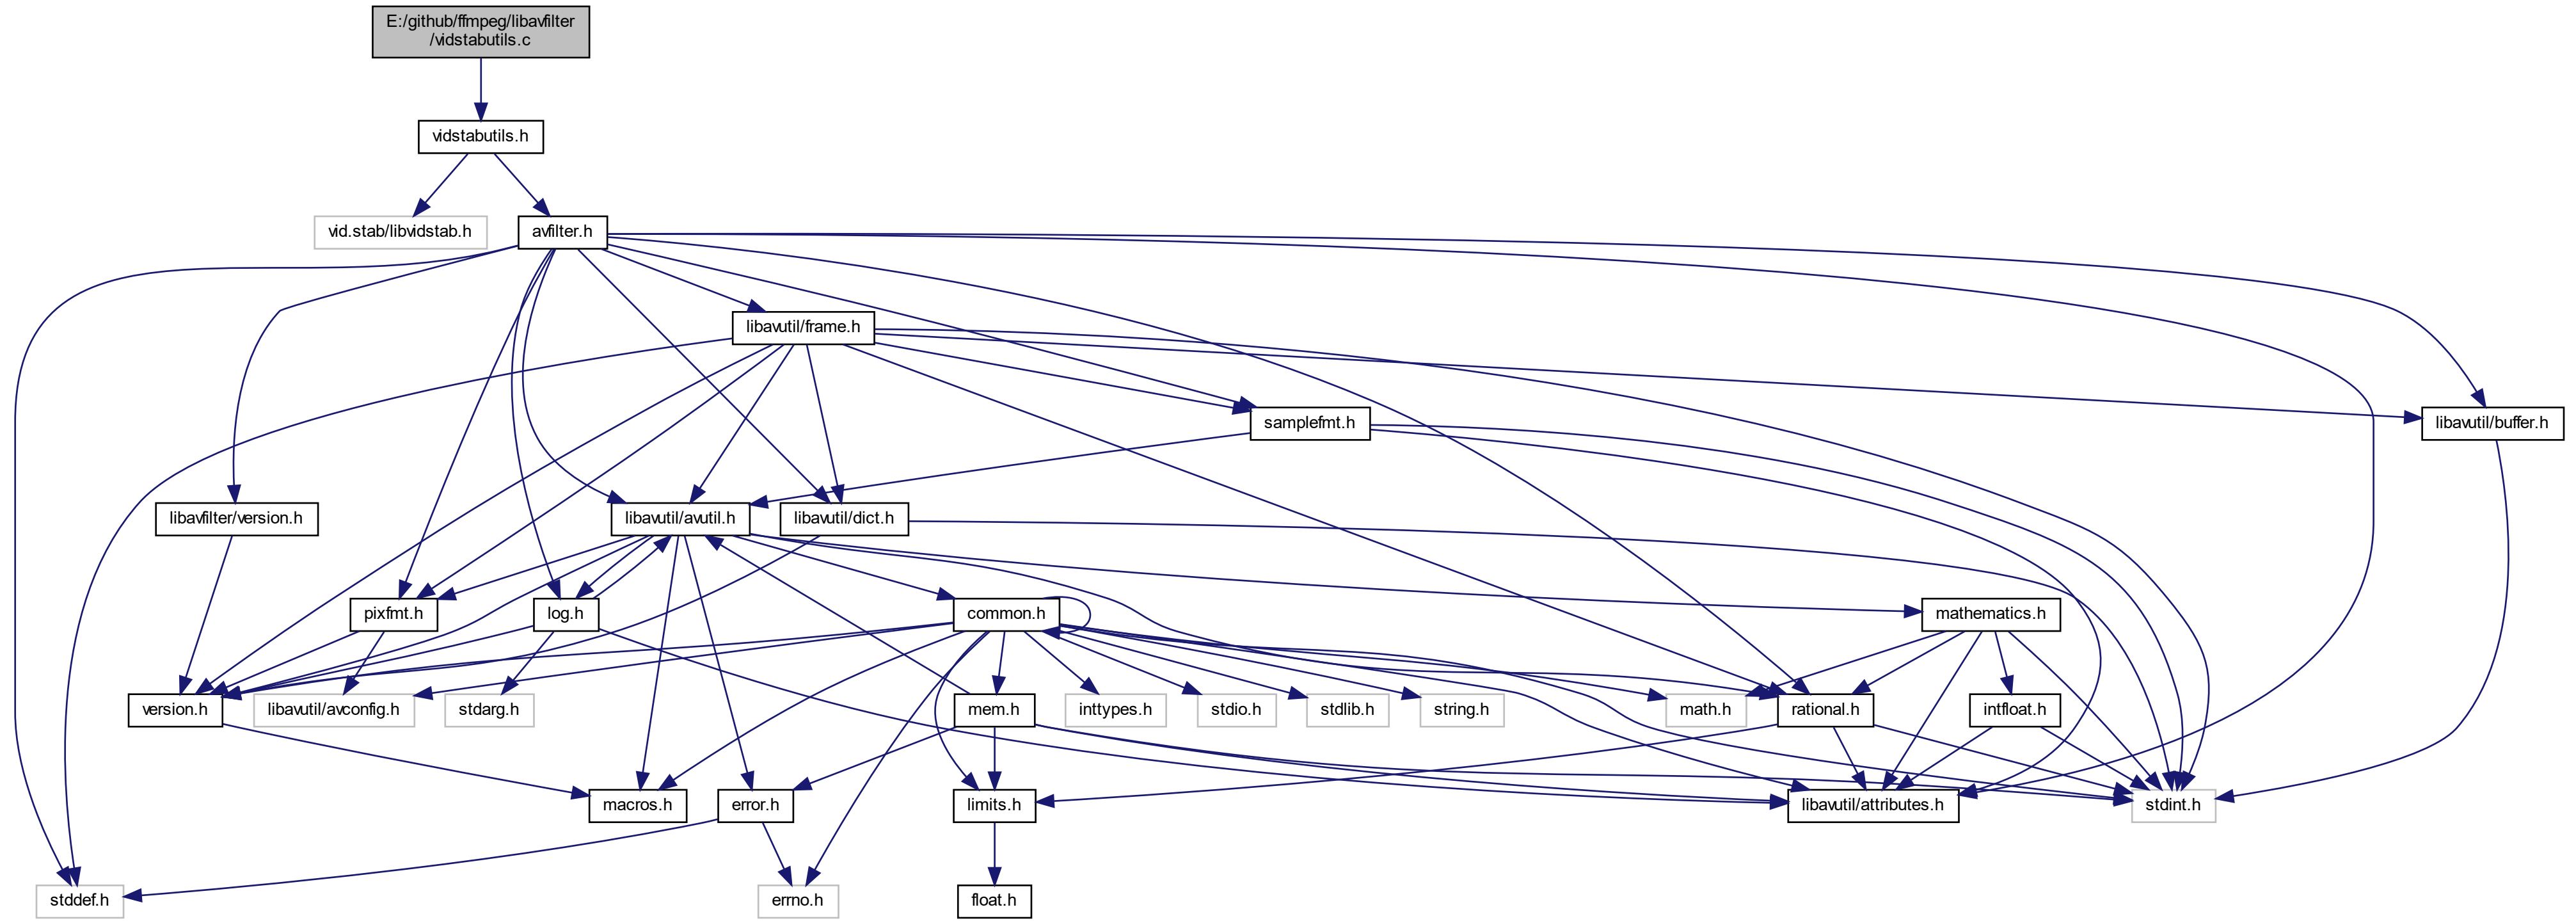 E:/github/ffmpeg/libavfilter
/vidstabutils.c
vidstabutils.h
vid.stab/libvidstab.h
avfilter.h
libavutil/frame.h
samplefmt.h
libavutil/buffer.h
libavfilter/version.h
libavutil/avutil.h
libavutil/dict.h
pixfmt.h
log.h
common.h
mathematics.h
version.h
libavutil/avconfig.h
stdarg.h
mem.h
inttypes.h
stdio.h
stdlib.h
string.h
math.h
rational.h
intfloat.h
macros.h
error.h
limits.h
libavutil/attributes.h
stdint.h
stddef.h
errno.h
float.h